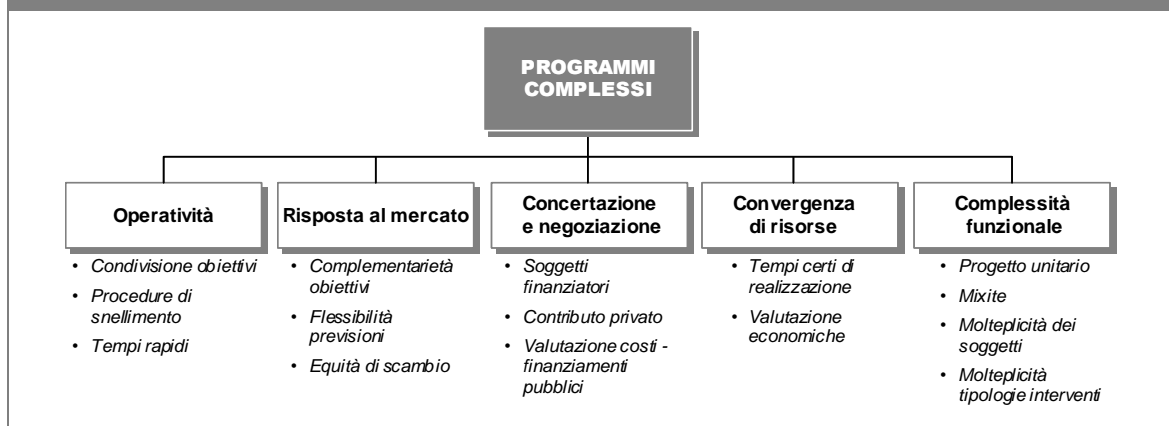 PROGRAMMI
COMPLESSI
Operatività
• Condivisione obiettivi
• Procedure di
snellimento
• Tempi rapidi
Risposta al mercato
• Complementarietà
obiettivi
• Flessibilità
previsioni
• Equità di scambio
Concertazione
e negoziazione
• Soggetti
finanziatori
• Contributo privato
• Valutazione costi -
finanziamenti
pubblici
Convergenza
di risorse
• Tempi certi di
realizzazione
• Valutazione
economiche
Complessità
funzionale
• Progetto unitario
• Mixite
• Molteplicità dei
soggetti
• Molteplicità
tipologie interventi